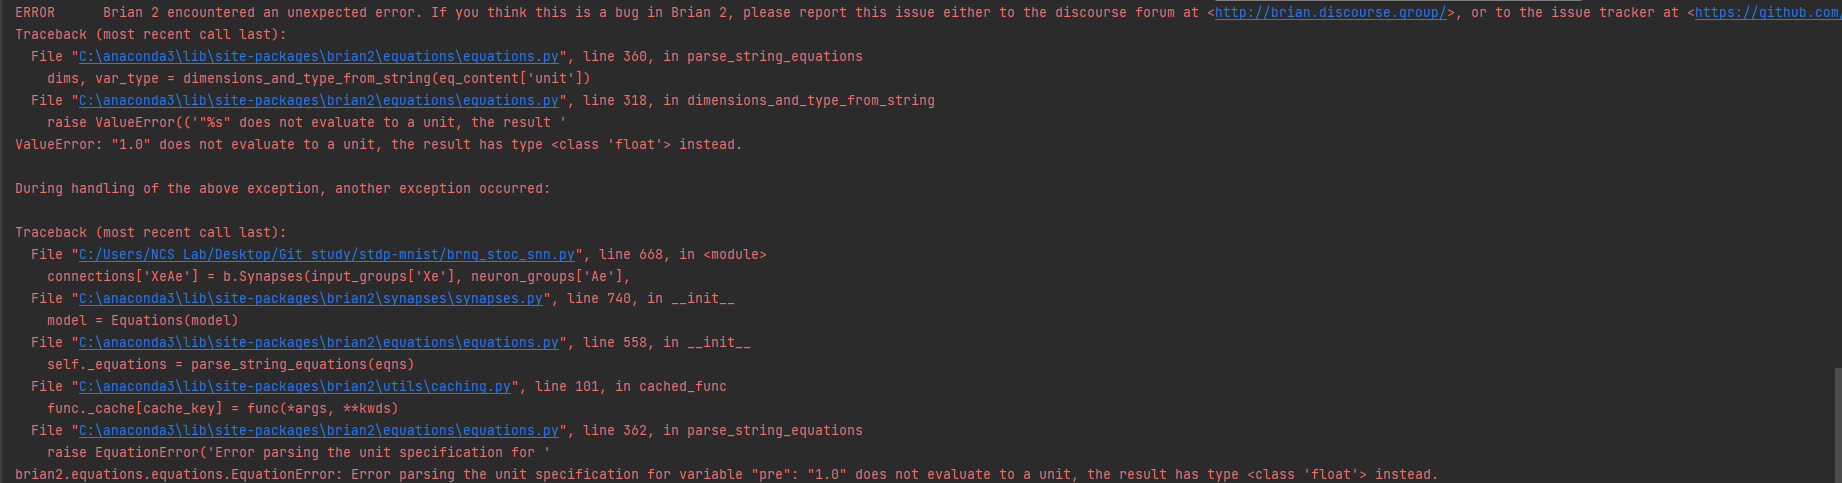 ERROR      Brian 2 encountered an unexpected error. If you think this is a bug in Brian 2, please report this issue either to the discourse forum at <http://brian.discourse.group/>, or to the issue tracker at <https://github.com/
Traceback (most recent call last):
  File "C:\anaconda3\lib\site-packages\brian2\equations\equations.py", line 360, in parse_string_equations
    dims, var_type = dimensions_and_type_from_string(eq_content['unit'])
  File "C:\anaconda3\lib\site-packages\brian2\equations\equations.py", line 318, in dimensions_and_type_from_string
    raise ValueError(('"%s" does not evaluate to a unit, the result '
ValueError: "1.0" does not evaluate to a unit, the result has type <class 'float'> instead.

During handling of the above exception, another exception occurred:

Traceback (most recent call last):
  File "C:/Users/NCS Lab/Desktop/Git study/stdp-mnist/brnq_stoc_snn.py", line 668, in <module>
    connections['XeAe'] = b.Synapses(input_groups['Xe'], neuron_groups['Ae'],
  File "C:\anaconda3\lib\site-packages\brian2\synapses\synapses.py", line 740, in __init__
    model = Equations(model)
  File "C:\anaconda3\lib\site-packages\brian2\equations\equations.py", line 558, in __init__
    self._equations = parse_string_equations(eqns)
  File "C:\anaconda3\lib\site-packages\brian2\utils\caching.py", line 101, in cached_func
    func._cache[cache_key] = func(*args, **kwds)
  File "C:\anaconda3\lib\site-packages\brian2\equations\equations.py", line 362, in parse_string_equations
    raise EquationError('Error parsing the unit specification for '
brian2.equations.equations.EquationError: Error parsing the unit specification for variable "pre": "1.0" does not evaluate to a unit, the result has type <class 'float'> instead.